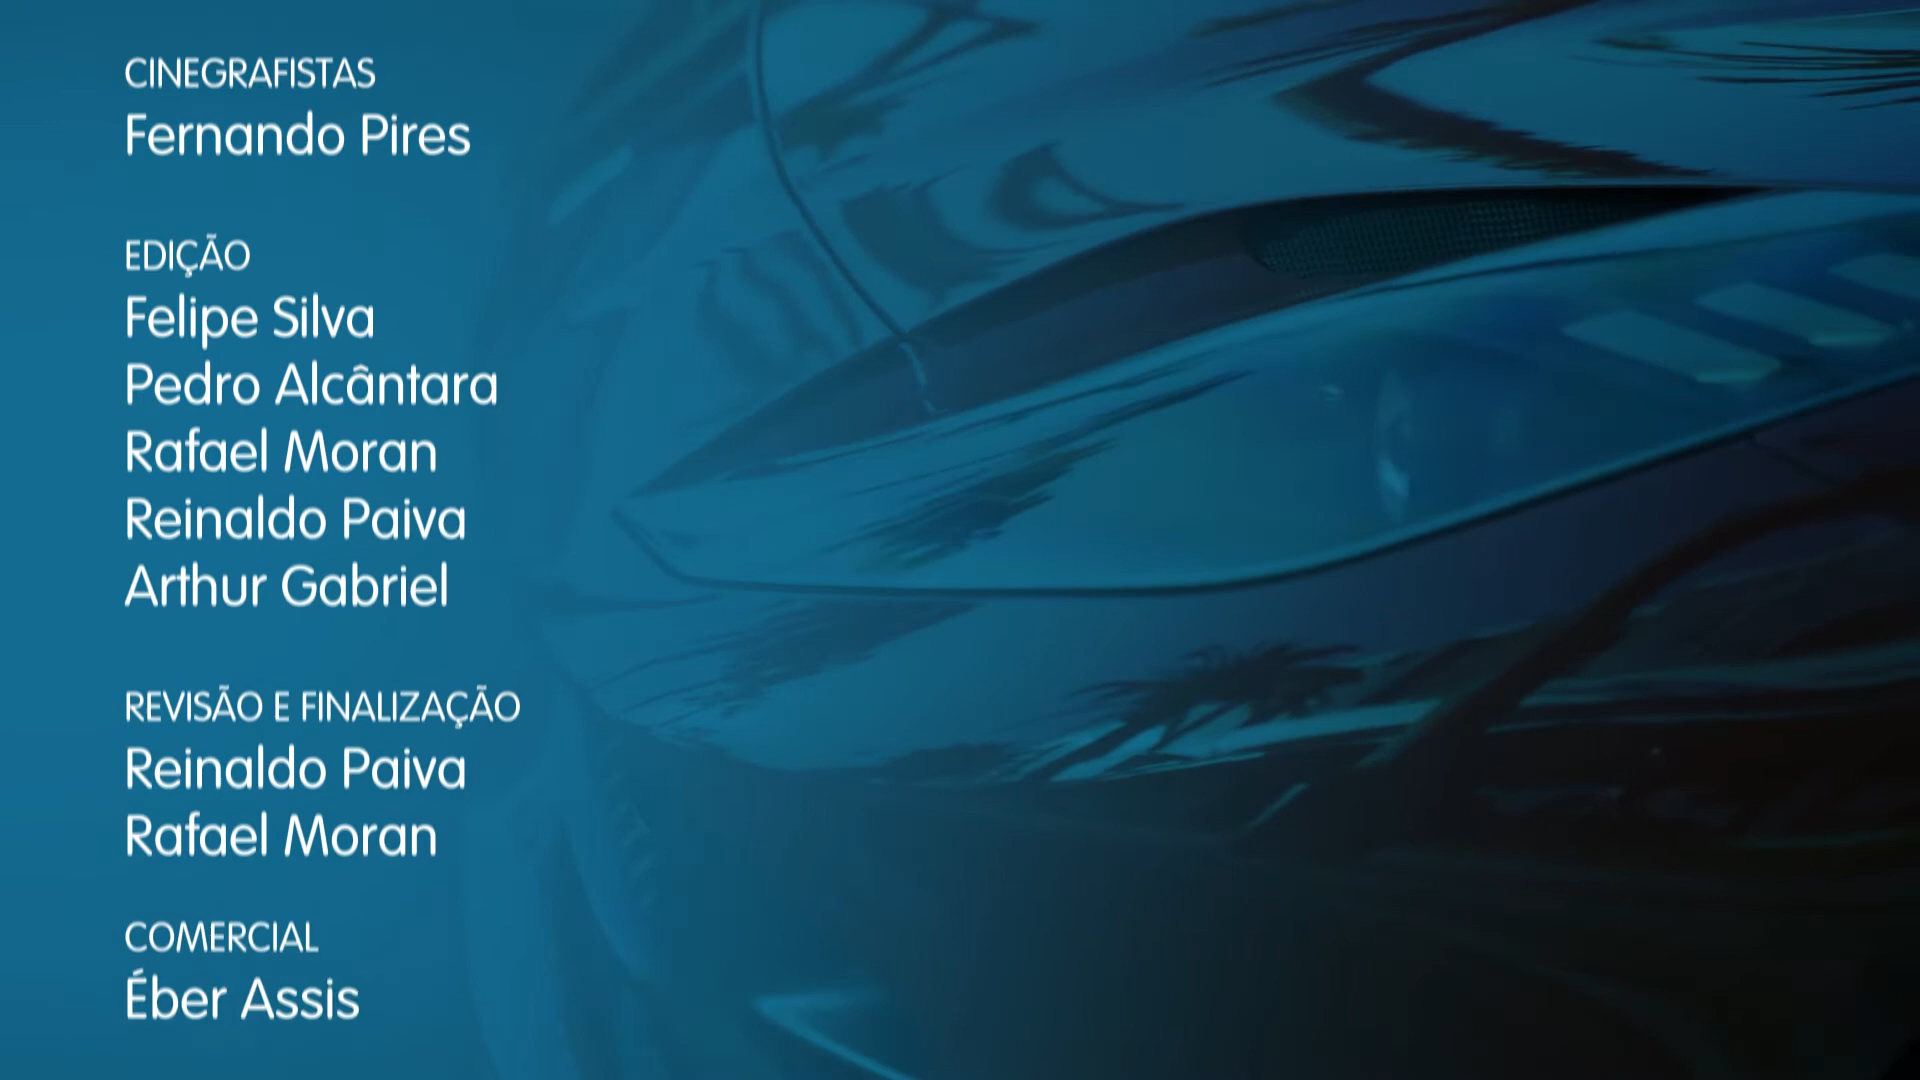 CINEGRAFISTAS
Fernando Pires
EDIÇÃO
Felipe Silva
Pedro Alcântara
Rafael Moran
Reinaldo Paiva
Arthur Gabriel
REVISÃO E FINALIZAÇÃO
Reinaldo Paiva
Rafael Moran
COMERCIAL
Éber Assis